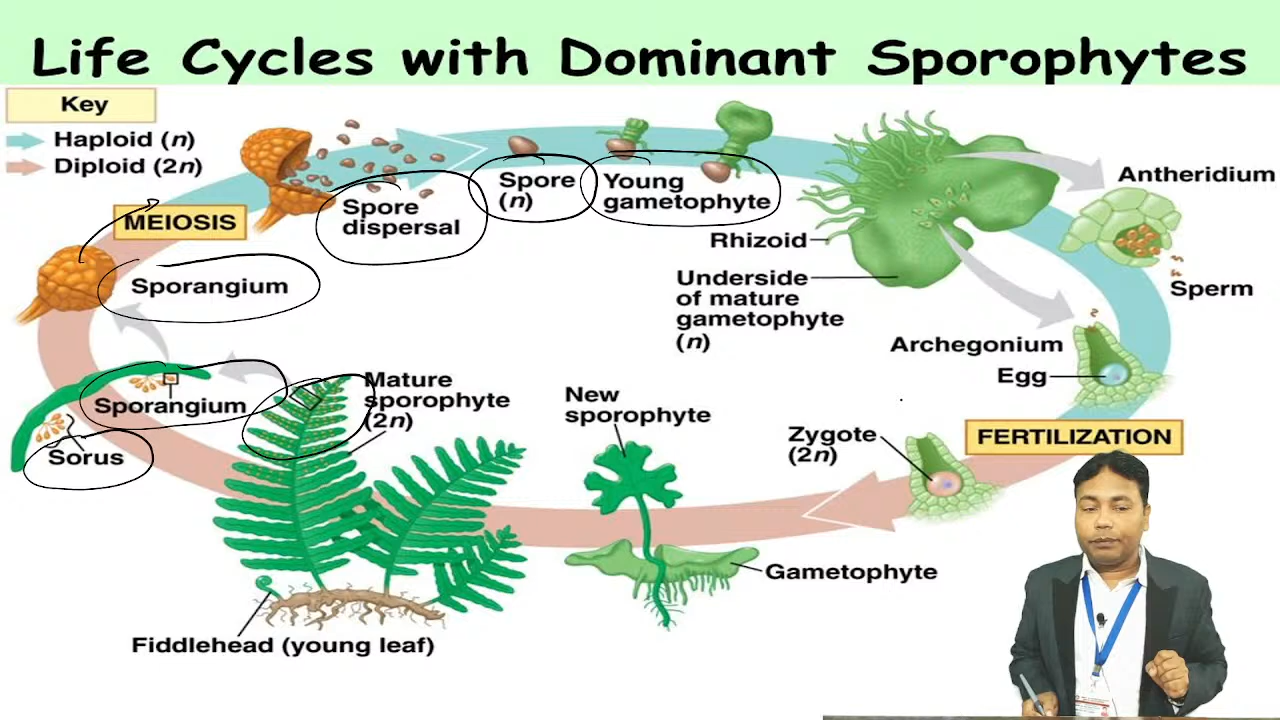 Life Cycles with Dominant Sporophytes
Key
Haploid (n)
Diploid (2n)
MEIOSIS
Spore
dispersal
Spore
(n)
Young
gametophyte
Antheridium
Rhizoid
Sporangium
Underside
of mature
gametophyte
(n)
Sperm
Archegonium
Egg
Sporangium
Mature
sporophyte
(2n)
New
sporophyte
Zygote
(2n)
FERTILIZATION
Sorus
Gametophyte
Fiddlehead (young leaf)